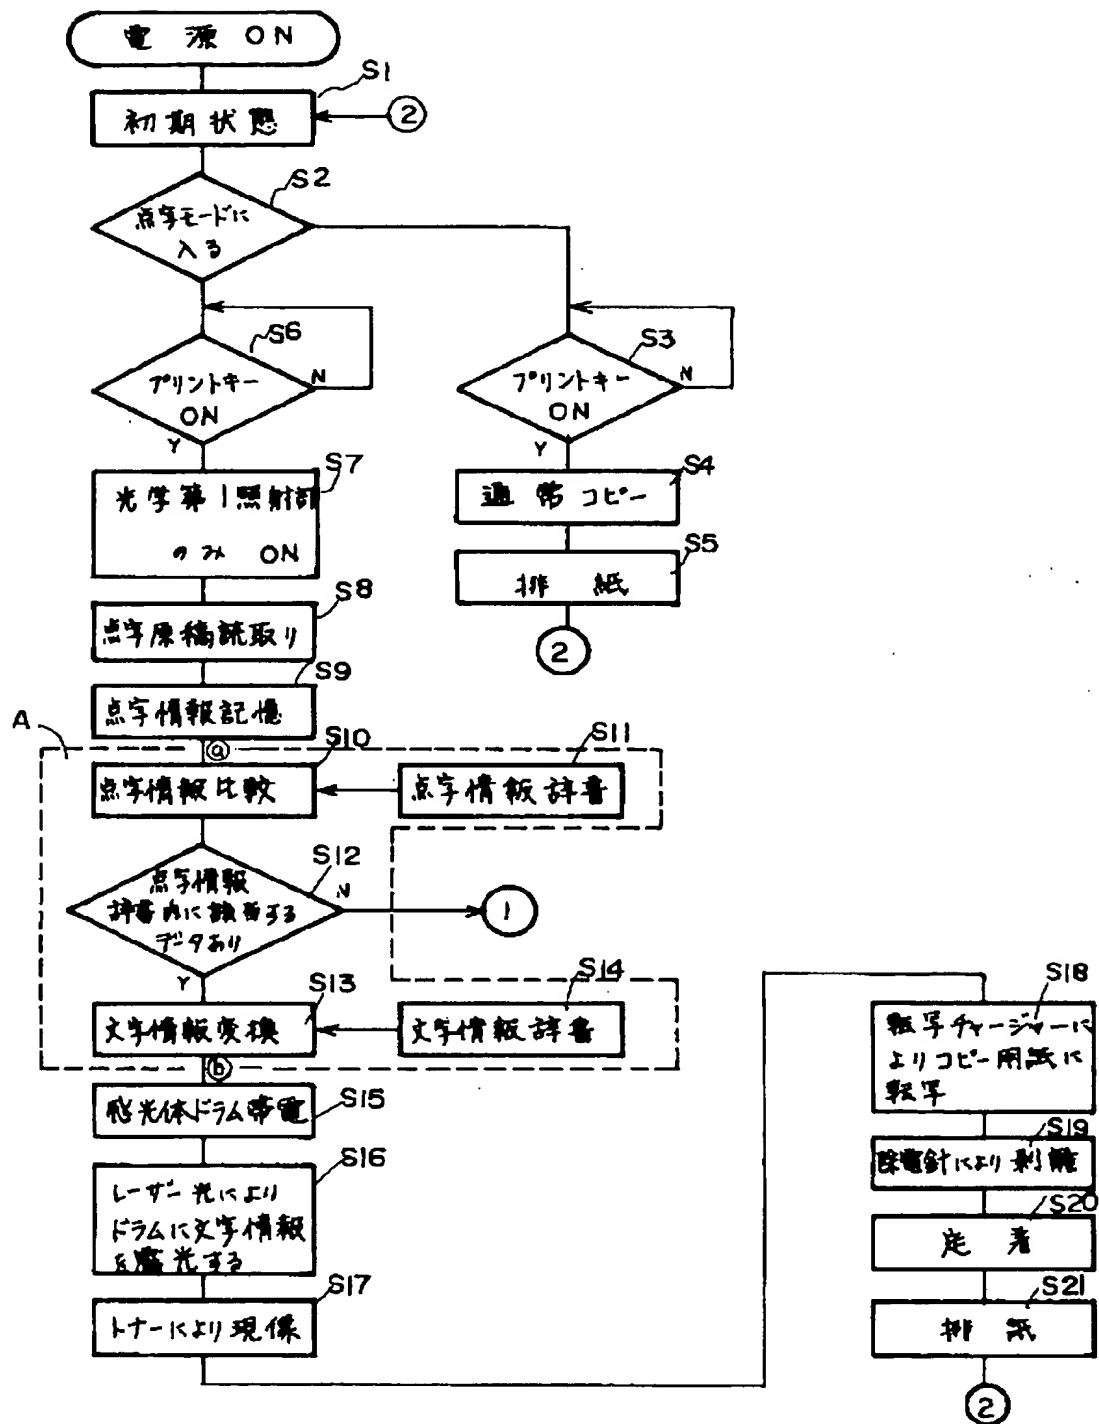 電源 ON
S1
初期状態
②
S2
点字モードに
入る
S6
プリントキー
ON
N
Y
S3
プリントキー
ON
N
Y
S7
光学第1照射部
のみ ON
S4
通常コピー
S5
排紙
②
S8
点字原稿読取り
S9
点字情報記憶
A
ⓐ
S10
点字情報比較
S11
点字情報辞書
S12
点字情報
辞書内に該当する
データあり
N
①
Y
S13
文字情報変換
S14
文字情報辞書
ⓑ
S15
感光体ドラム帯電
S16
レーザー光により
ドラムに文字情報
を露光する
S17
トナーにより現像
S18
転写チャージャーに
よりコピー用紙に
転写
S19
除電針により剥離
S20
定着
S21
排紙
②